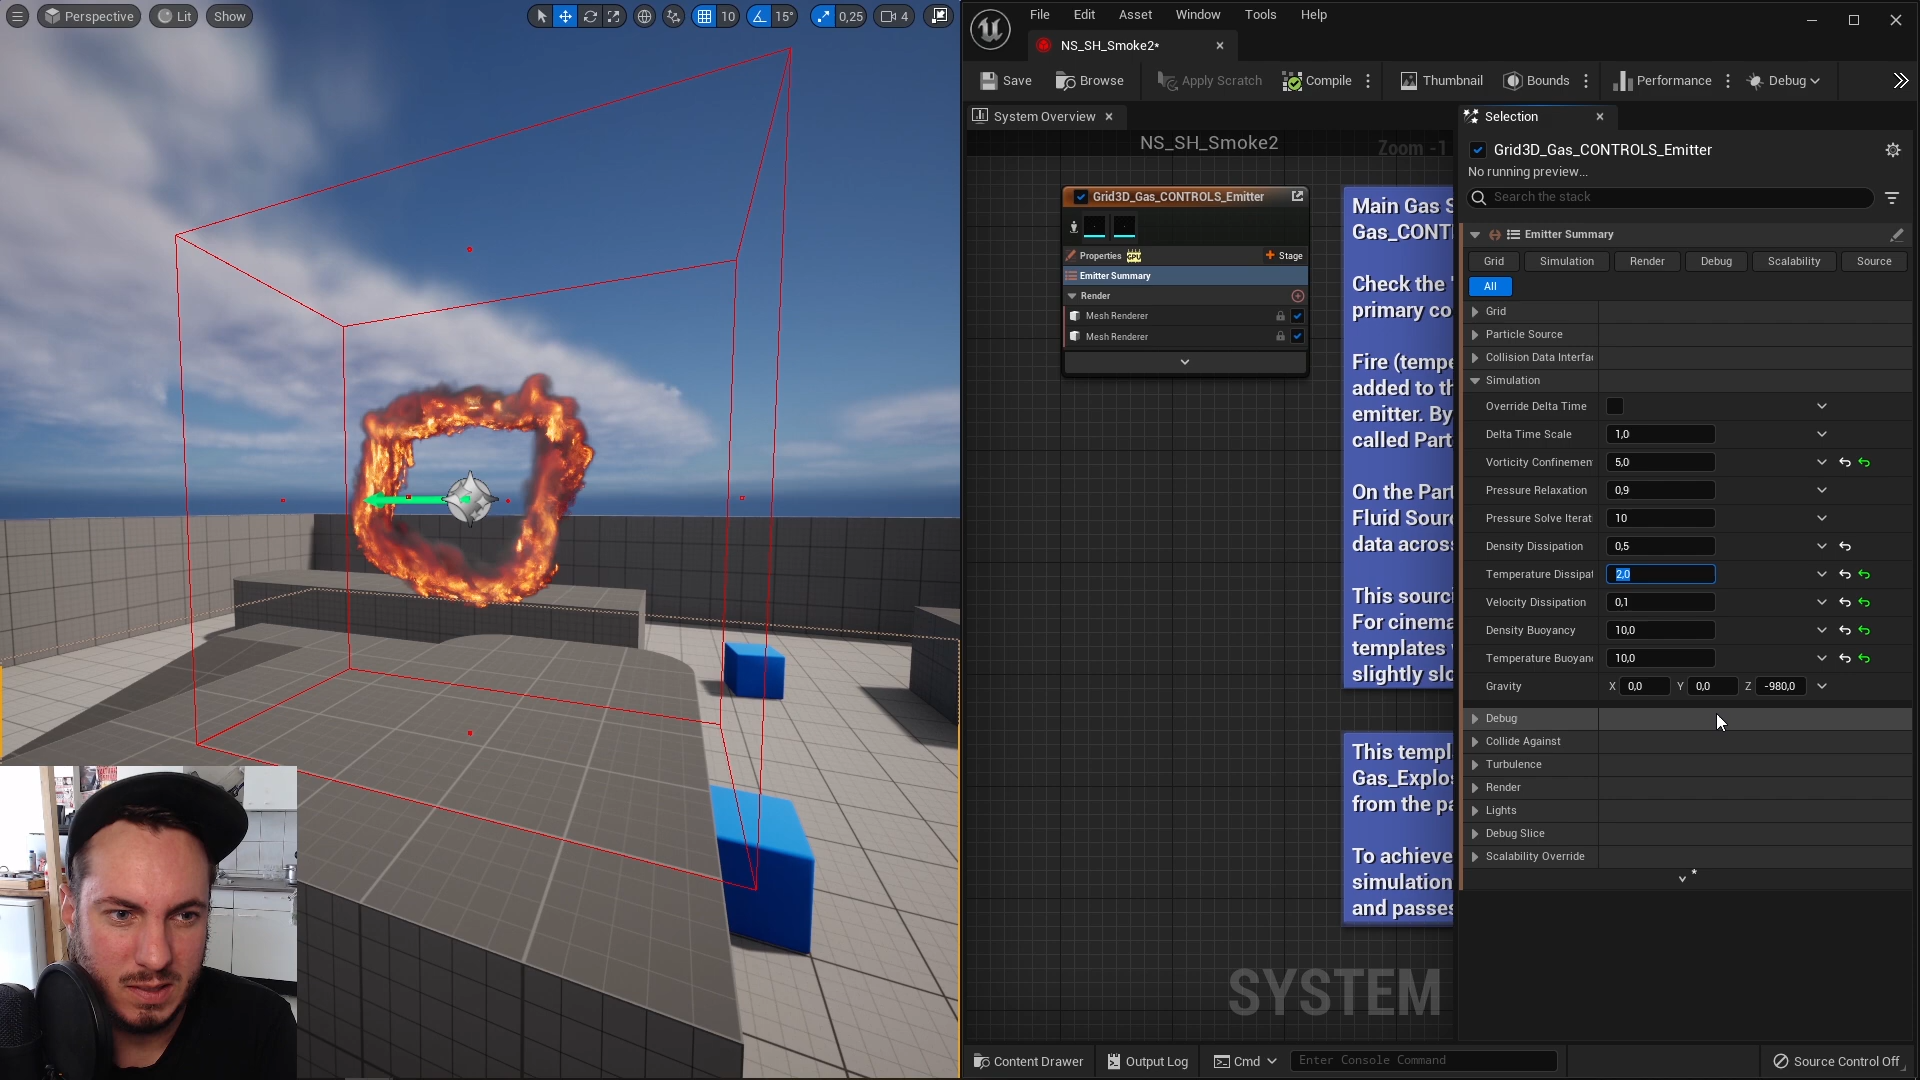 Perspective
Lit
Show
10
15°
0,25
4
File
Edit
Asset
Window
Tools
Help
NS_SH_Smoke2*
Save
Browse
Apply Scratch
Compile
Thumbnail
Bounds
Performance
Debug
System Overview
Selection
NS_SH_Smoke2
Zoom -1
Grid3D_Gas_CONTROLS_Emitter
Properties
GPU
Stage
Emitter Summary
Render
Mesh Renderer
Mesh Renderer
Main Gas S
Gas_CONT
Check the
primary co
Fire (tempe
added to th
emitter. By
called Part
On the Part
Fluid Sour
data across
This sourci
For cinema
templates
slightly slo
This templ
Gas_Explos
from the pa
To achieve
simulation
and passes
SYSTEM
Grid3D_Gas_CONTROLS_Emitter
No running preview...
Search the stack
Emitter Summary
Grid
Simulation
Render
Debug
Scalability
Source
All
Grid
Particle Source
Collision Data Interfac
Simulation
Override Delta Time
Delta Time Scale
1,0
Vorticity Confinemen
5,0
Pressure Relaxation
0,9
Pressure Solve Iterati
10
Density Dissipation
0,5
Temperature Dissipat
2,0
Velocity Dissipation
0,1
Density Buoyancy
10,0
Temperature Buoyanc
10,0
Gravity
X 0,0 Y 0,0 Z -980,0
Debug
Collide Against
Turbulence
Render
Lights
Debug Slice
Scalability Override
Content Drawer
Output Log
Cmd
Enter Console Command
Source Control Off